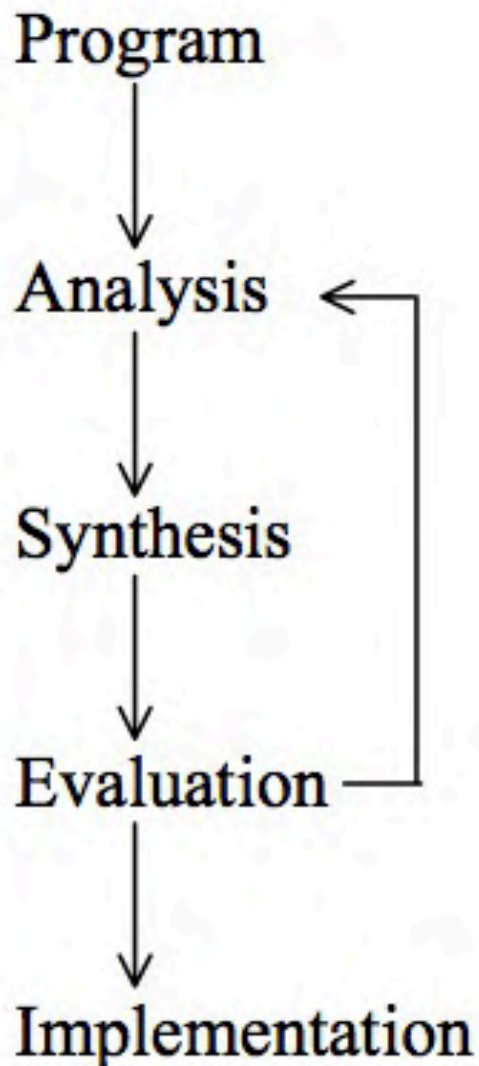 Program
Analysis
Synthesis
Evaluation
Implementation